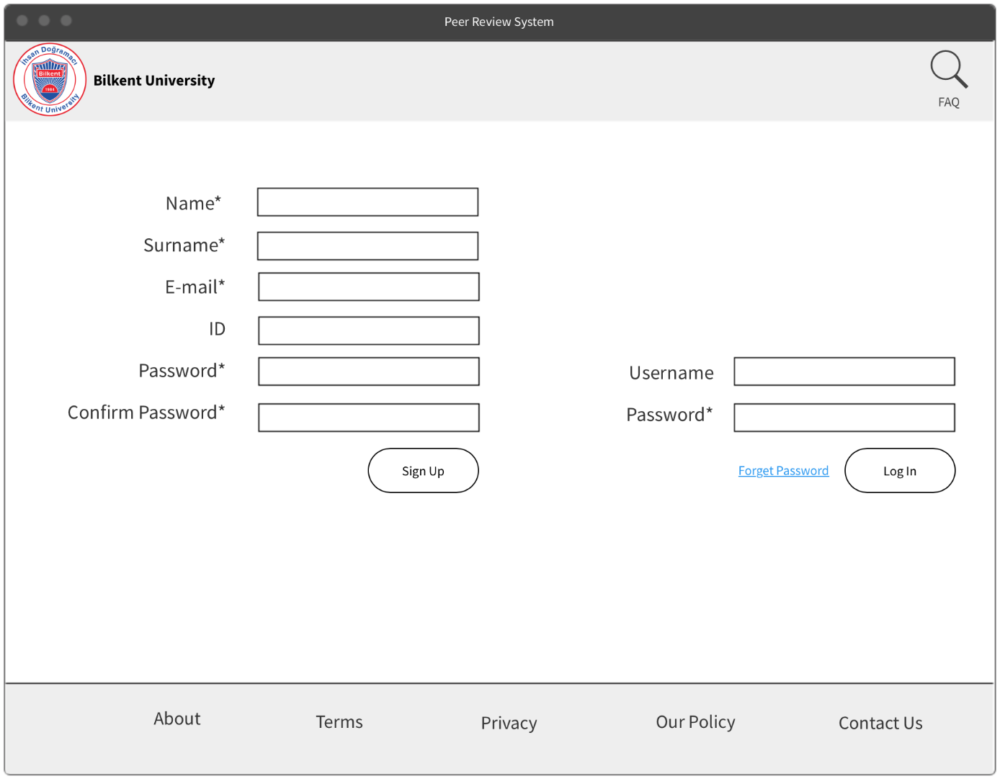 Peer Review System
İhsan Doğramacı
Bilkent
1984
Bilkent University
Bilkent University
FAQ
Name*
Surname*
E-mail*
ID
Password*
Confirm Password*
Sign Up
Username
Password*
Forget Password
Log In
About
Terms
Privacy
Our Policy
Contact Us